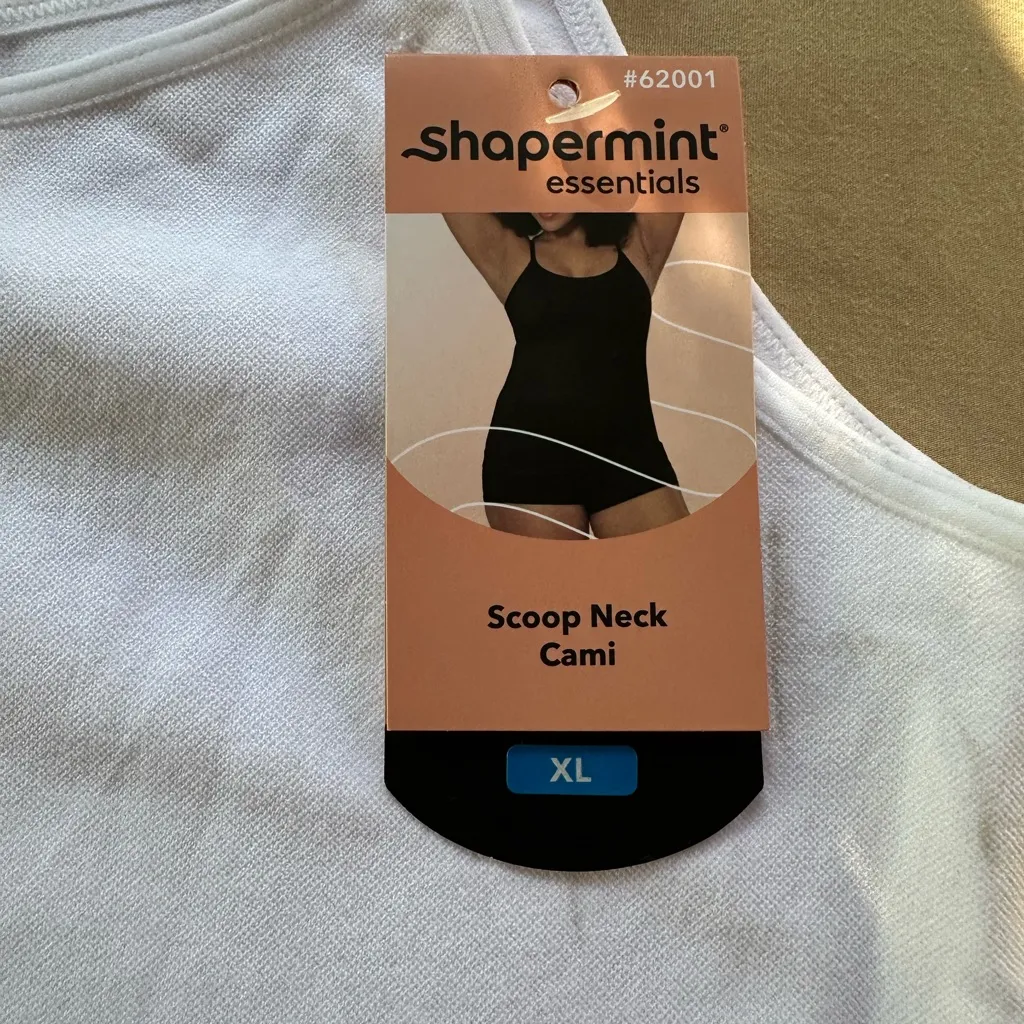 #62001
Shapermint®
essentials
Scoop Neck
Cami
XL